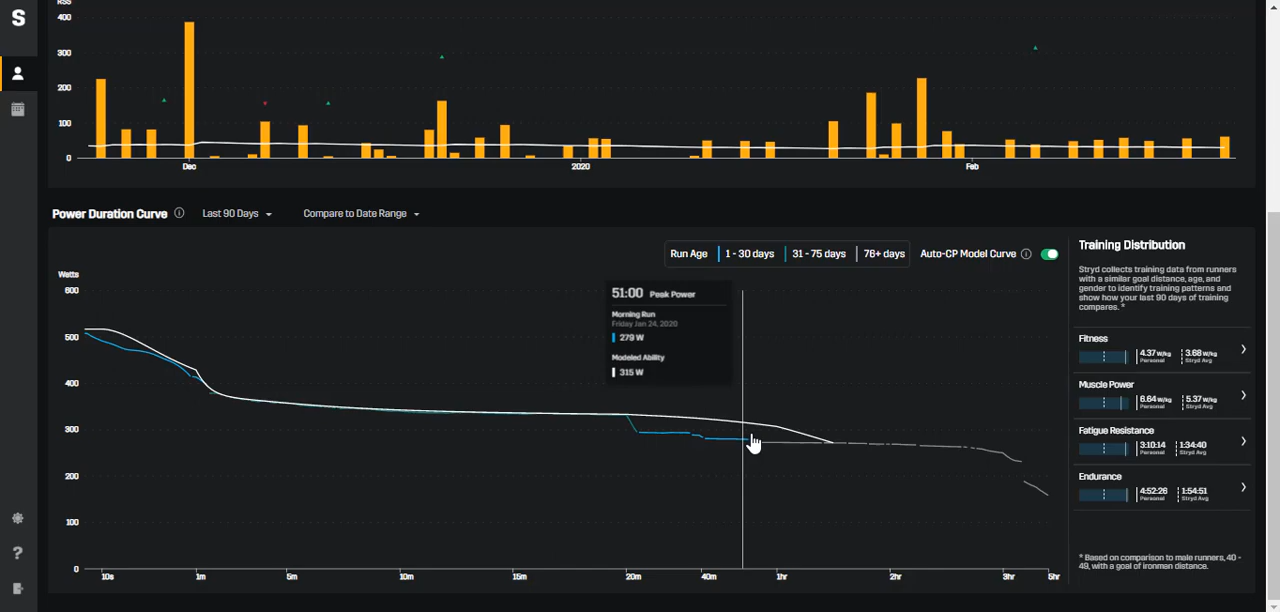 S
RSS
400
300
200
100
0
Dec
2020
Feb
Power Duration Curve
Last 90 Days
Compare to Date Range
Run Age
1 - 30 days
31 - 75 days
76+ days
Auto-CP Model Curve
Watts
600
500
400
300
200
100
0
51:00 Peak Power
Morning Run
Friday Jan 24, 2020
279 W
Modeled Ability
315 W
10s
1m
5m
10m
15m
20m
40m
1hr
2hr
3hr
5hr
Training Distribution
Stryd collects training data from runners
with a similar goal distance, age, and
gender to identify training patterns and
show how your last 90 days of training
compares. *
Fitness
4.37 W/kg 3.68 W/kg
Personal Stryd Avg
Muscle Power
6.64 W/kg 5.37 W/kg
Personal Stryd Avg
Fatigue Resistance
3:10:14 1:34:40
Personal Stryd Avg
Endurance
4:52:26 1:54:51
Personal Stryd Avg
* Based on comparison to male runners, 40 -
49, with a goal of ironman distance.
?